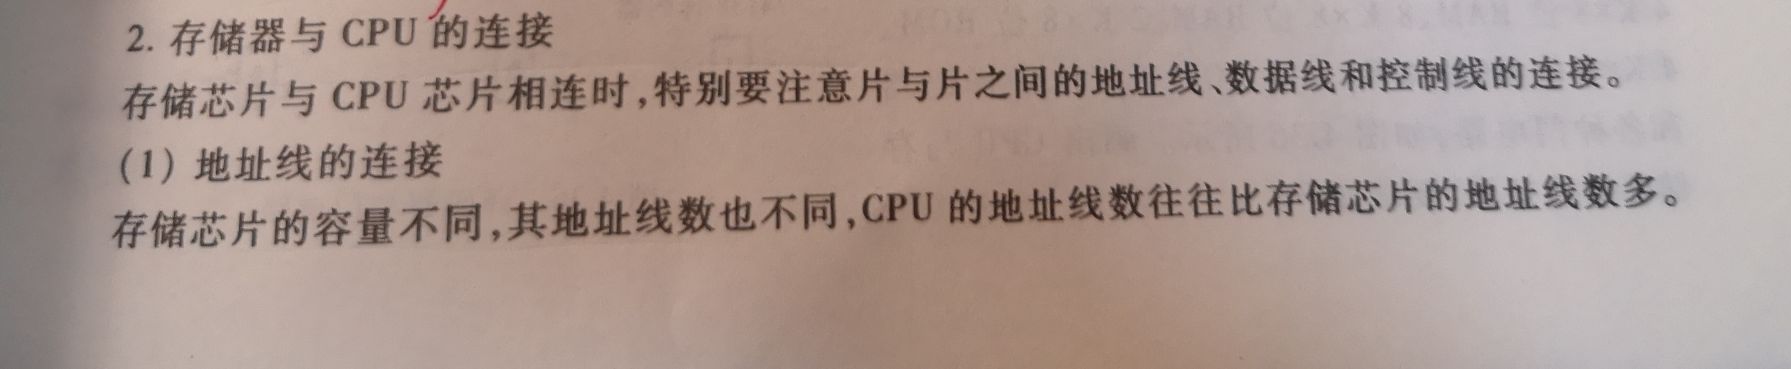 2. 存储器与 CPU 的连接
存储芯片与 CPU 芯片相连时,特别要注意片与片之间的地址线、数据线和控制线的连接。
(1) 地址线的连接
存储芯片的容量不同,其地址线数也不同,CPU 的地址线数往往比存储芯片的地址线数多。